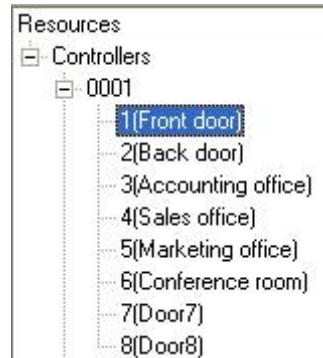 Resources
Controllers
0001
1(Front door)
2(Back door)
3(Accounting office)
4(Sales office)
5(Marketing office)
6(Conference room)
7(Door7)
8(Door8)